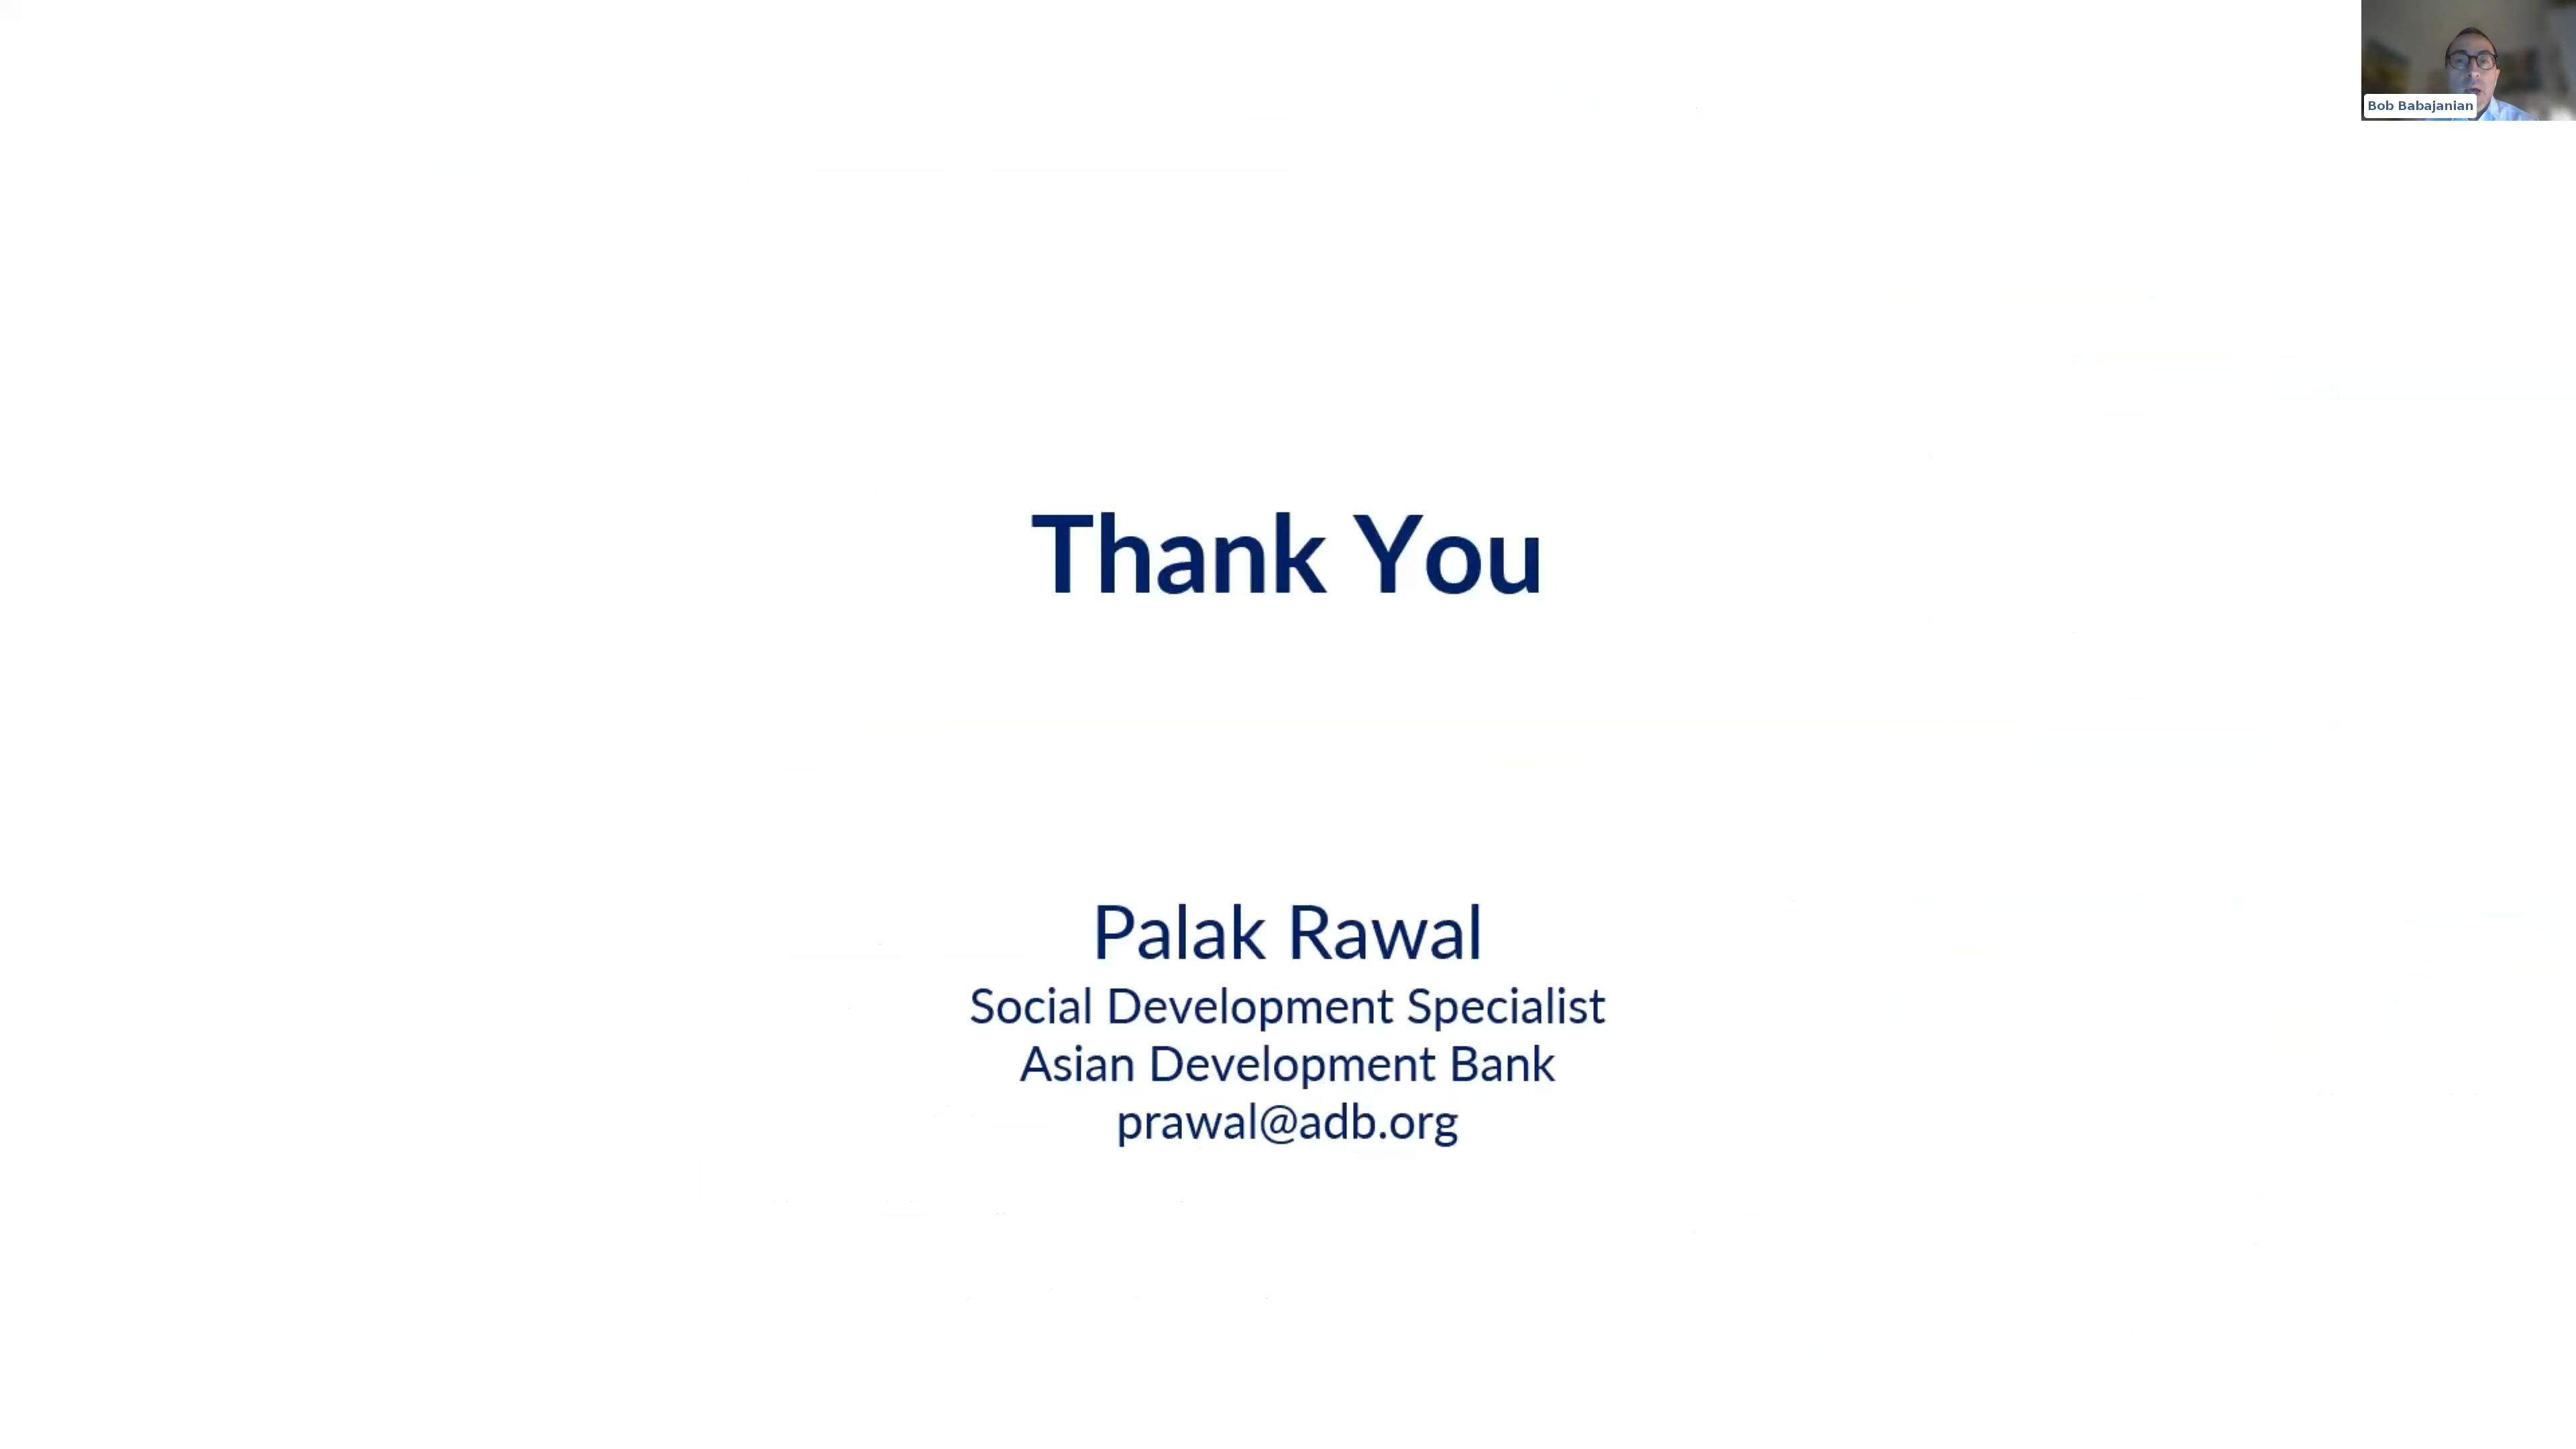 Bob Babajanian
Thank You
Palak Rawal
Social Development Specialist
Asian Development Bank
prawal@adb.org